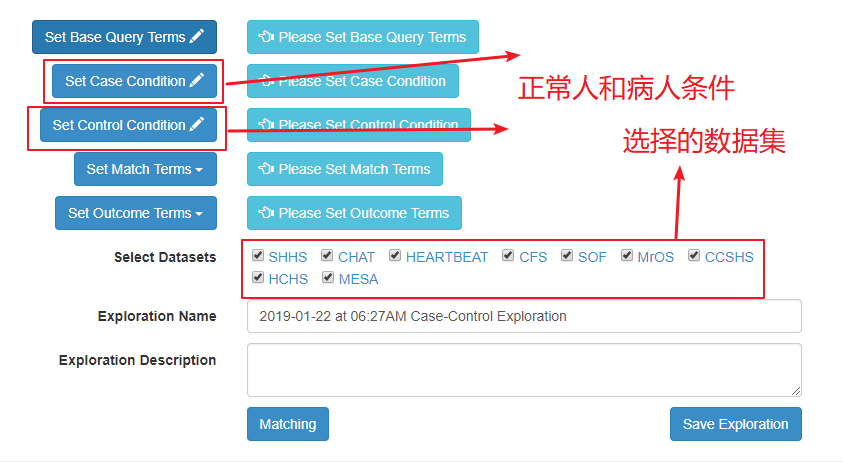 Set Base Query Terms Please Set Base Query Terms
Set Case Condition Please Set Case Condition
正常人和病人条件
Set Control Condition Please Set Control Condition
选择的数据集
Set Match Terms Please Set Match Terms
Set Outcome Terms Please Set Outcome Terms
Select Datasets SHHS CHAT HEARTBEAT CFS SOF MrOS CCSHS
HCHS MESA
Exploration Name 2019-01-22 at 06:27AM Case-Control Exploration
Exploration Description
Matching Save Exploration